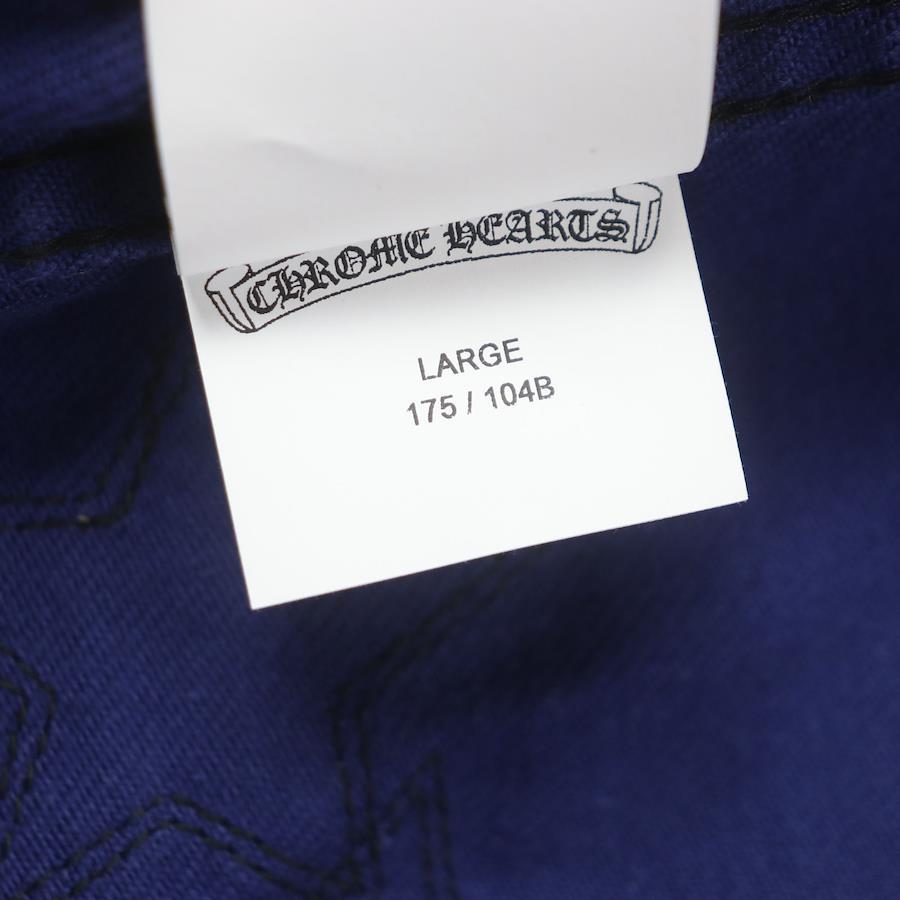 CHROME HEARTS
LARGE
175 / 104B